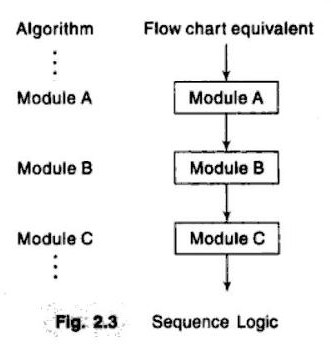 Algorithm Flow chart equivalent
Module A Module A
Module B Module B
Module C Module C
Fig. 2.3 Sequence Logic